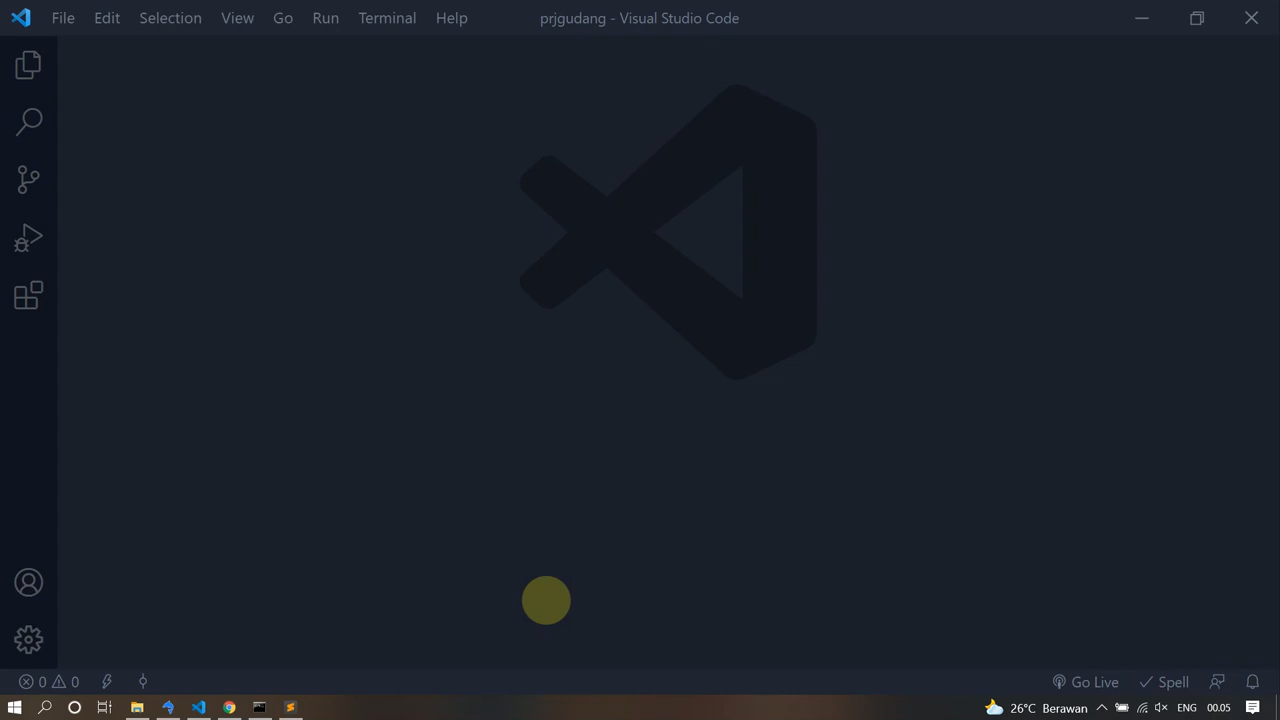 File Edit Selection View Go Run Terminal Help prjgudang - Visual Studio Code
0 0 Go Live Spell
26°C Berawan ENG 00.05